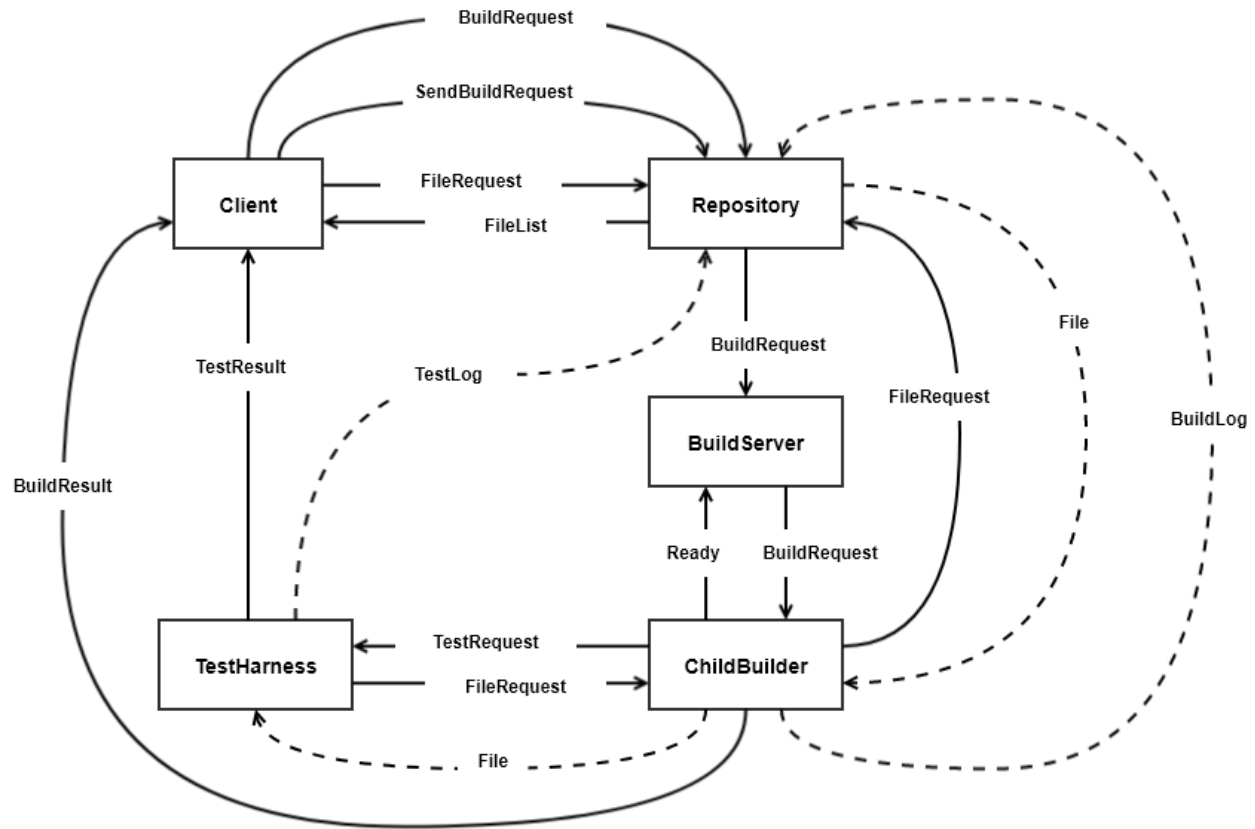 BuildRequest
SendBuildRequest
FileRequest
Client
Repository
FileList
File
BuildRequest
TestResult
TestLog
FileRequest
BuildLog
BuildServer
BuildResult
Ready
BuildRequest
TestRequest
TestHarness
ChildBuilder
FileRequest
File